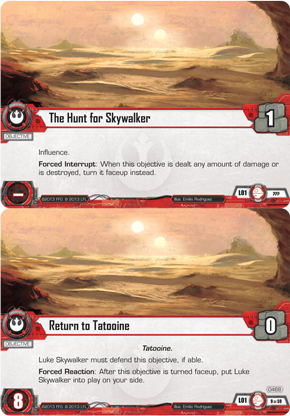 The Hunt for Skywalker
1
OBJECTIVE
Influence.
Forced Interrupt: When this objective is dealt any amount of damage or
is destroyed, turn it faceup instead.
–
©2013 FFG ©2013 LFL
Illus. Emilio Rodriguez
L01
???
Return to Tatooine
0
OBJECTIVE
Tatooine.
Luke Skywalker must defend this objective, if able.
Forced Reaction: After this objective is turned faceup, put Luke
Skywalker into play on your side.
0469
8
©2013 FFG ©2013 LFL
Illus. Emilio Rodriguez
L01